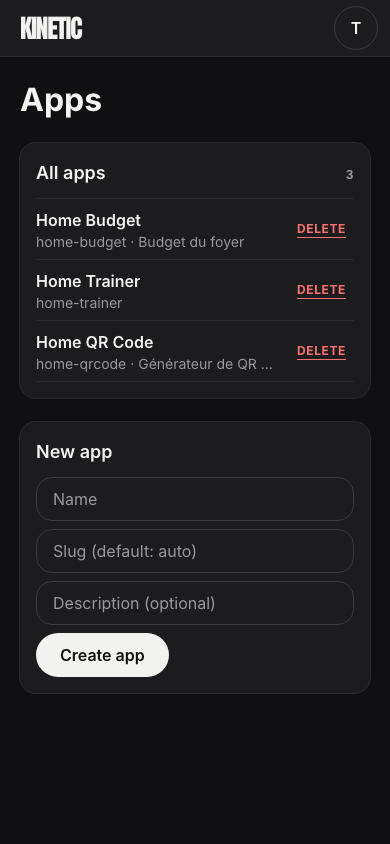 KINETIC
T
Apps
All apps
3
Home Budget
home-budget · Budget du foyer
DELETE
Home Trainer
home-trainer
DELETE
Home QR Code
home-qrcode · Générateur de QR ...
DELETE
New app
Name
Slug (default: auto)
Description (optional)
Create app